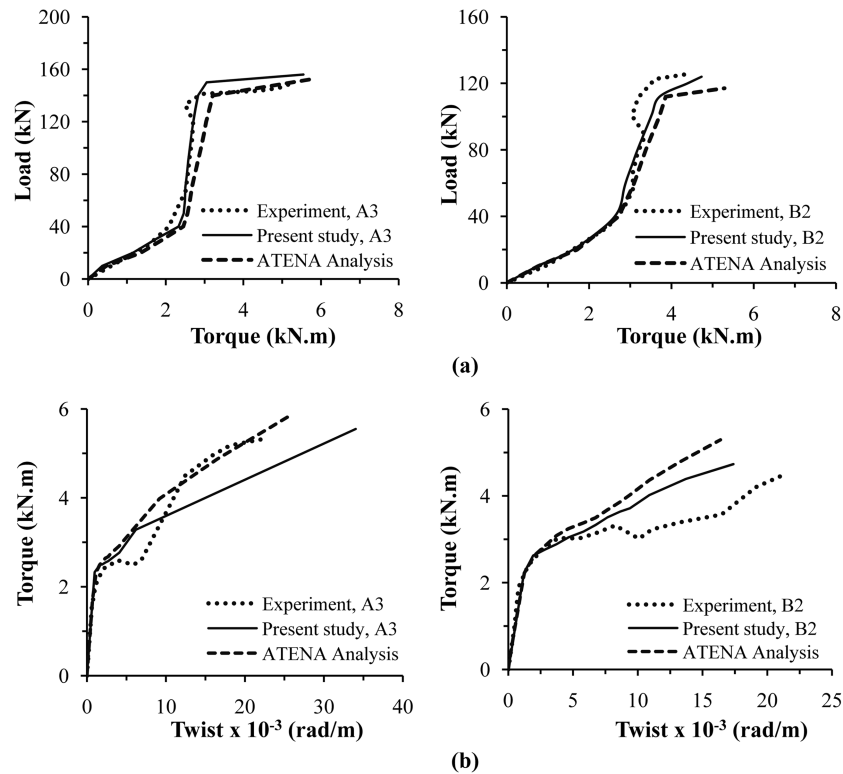 200
160
120
80
40
0
Load (kN)
Experiment, A3
Present study, A3
ATENA Analysis
0 2 4 6 8
Torque (kN.m)
160
120
80
40
0
Load (kN)
Experiment, B2
Present study, B2
ATENA Analysis
0 2 4 6 8
Torque (kN.m)
(a)
6
4
2
0
Torque (kN.m)
Experiment, A3
Present study, A3
ATENA Analysis
0 10 20 30 40
Twist x 10⁻³ (rad/m)
6
4
2
0
Torque (kN.m)
Experiment, B2
Present study, B2
ATENA Analysis
0 5 10 15 20 25
Twist x 10⁻³ (rad/m)
(b)